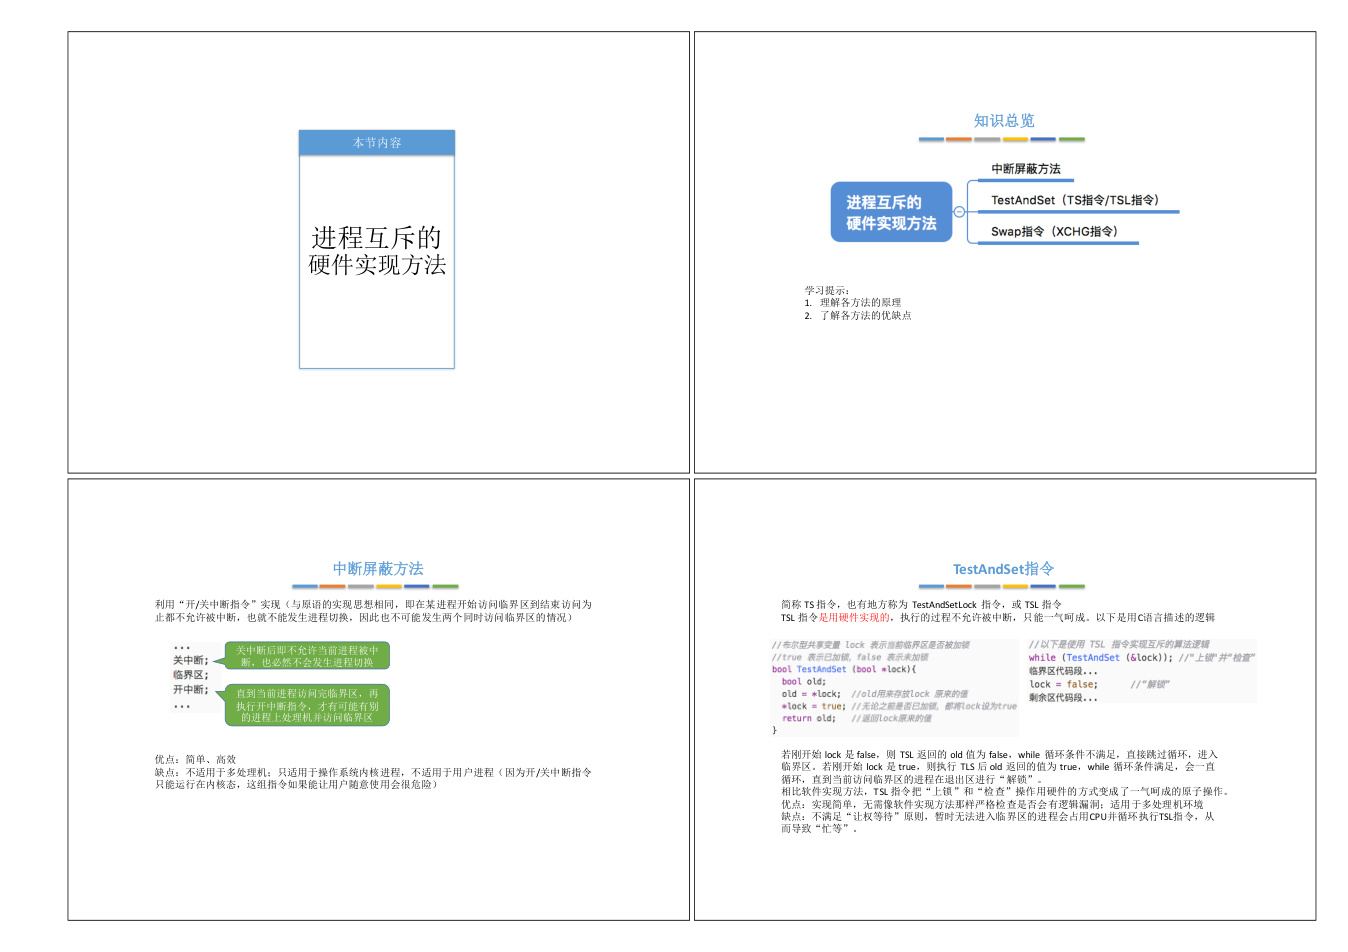 本节内容
进程互斥的
硬件实现方法
知识总览
进程互斥的
硬件实现方法
中断屏蔽方法
TestAndSet（TS指令/TSL指令）
Swap指令（XCHG指令）
学习提示：
1. 理解各方法的原理
2. 了解各方法的优缺点
中断屏蔽方法
利用“开/关中断指令”实现（与原语的实现思想相同，即在某进程开始访问临界区到结束访问为
止都不允许被中断，也就不能发生进程切换，因此也不可能发生两个同时访问临界区的情况）
...
关中断;
临界区;
开中断;
...
关中断后即不允许当前进程被中
断，也必然不会发生进程切换
直到当前进程访问完临界区，再
执行开中断指令，才有可能有别
的进程上处理机并访问临界区
优点：简单、高效
缺点：不适用于多处理机；只适用于操作系统内核进程，不适用于用户进程（因为开/关中断指令
只能运行在内核态，这组指令如果能让用户随意使用会很危险）
TestAndSet指令
简称 TS 指令，也有地方称为 TestAndSetLock 指令，或 TSL 指令
TSL 指令是用硬件实现的，执行的过程不允许被中断，只能一气呵成。以下是用C语言描述的逻辑
//布尔型共享变量 lock 表示当前临界区是否被加锁
//true 表示已加锁，false 表示未加锁
bool TestAndSet (bool *lock){
bool old;
old = *lock; //old用来存放lock 原来的值
*lock = true; //无论之前是否已加锁，都将lock设为true
return old; //返回lock原来的值
}
//以下是使用 TSL 指令实现互斥的算法逻辑
while (TestAndSet (&lock)); //“上锁”并“检查”
临界区代码段...
lock = false; //“解锁”
剩余区代码段...
若刚开始 lock 是 false，则 TSL 返回的 old 值为 false，while 循环条件不满足，直接跳过循环，进入
临界区。若刚开始 lock 是 true，则执行 TLS 后 old 返回的值为 true，while 循环条件满足，会一直
循环，直到当前访问临界区的进程在退出区进行“解锁”。
相比软件实现方法，TSL 指令把“上锁”和“检查”操作用硬件的方式变成了一气呵成的原子操作。
优点：实现简单，无需像软件实现方法那样严格检查是否会有逻辑漏洞；适用于多处理机环境
缺点：不满足“让权等待”原则，暂时无法进入临界区的进程会占用CPU并循环执行TSL指令，从
而导致“忙等”。